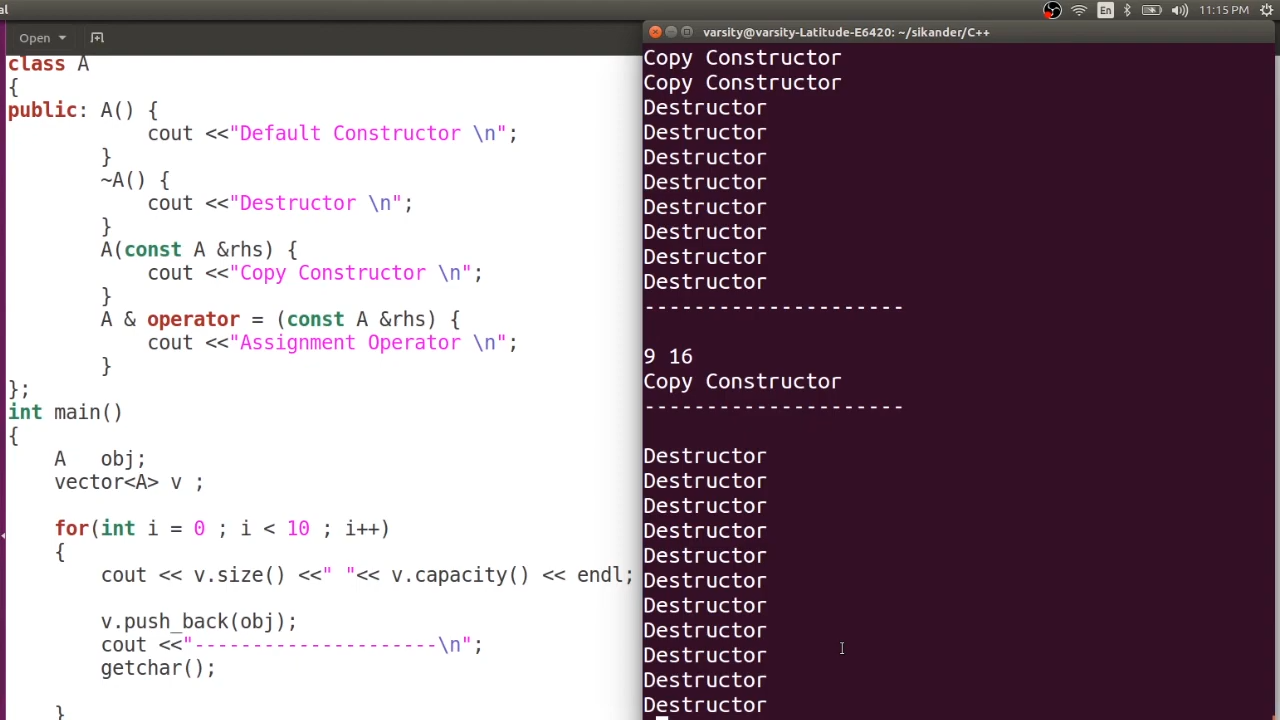 al
En
11:15 PM
Open
varsity@varsity-Latitude-E6420: ~/sikander/C++
class A
{
public: A() {
cout <<"Default Constructor \n";
}
~A() {
cout <<"Destructor \n";
}
A(const A &rhs) {
cout <<"Copy Constructor \n";
}
A & operator = (const A &rhs) {
cout <<"Assignment Operator \n";
}
};
int main()
{
A obj;
vector<A> v ;
for(int i = 0 ; i < 10 ; i++)
{
cout << v.size() <<" "<< v.capacity() << endl;
v.push_back(obj);
cout <<"---------------------\n";
getchar();
}
Copy Constructor
Copy Constructor
Destructor
Destructor
Destructor
Destructor
Destructor
Destructor
Destructor
Destructor
---------------------
9 16
Copy Constructor
---------------------
Destructor
Destructor
Destructor
Destructor
Destructor
Destructor
Destructor
Destructor
Destructor
Destructor
Destructor